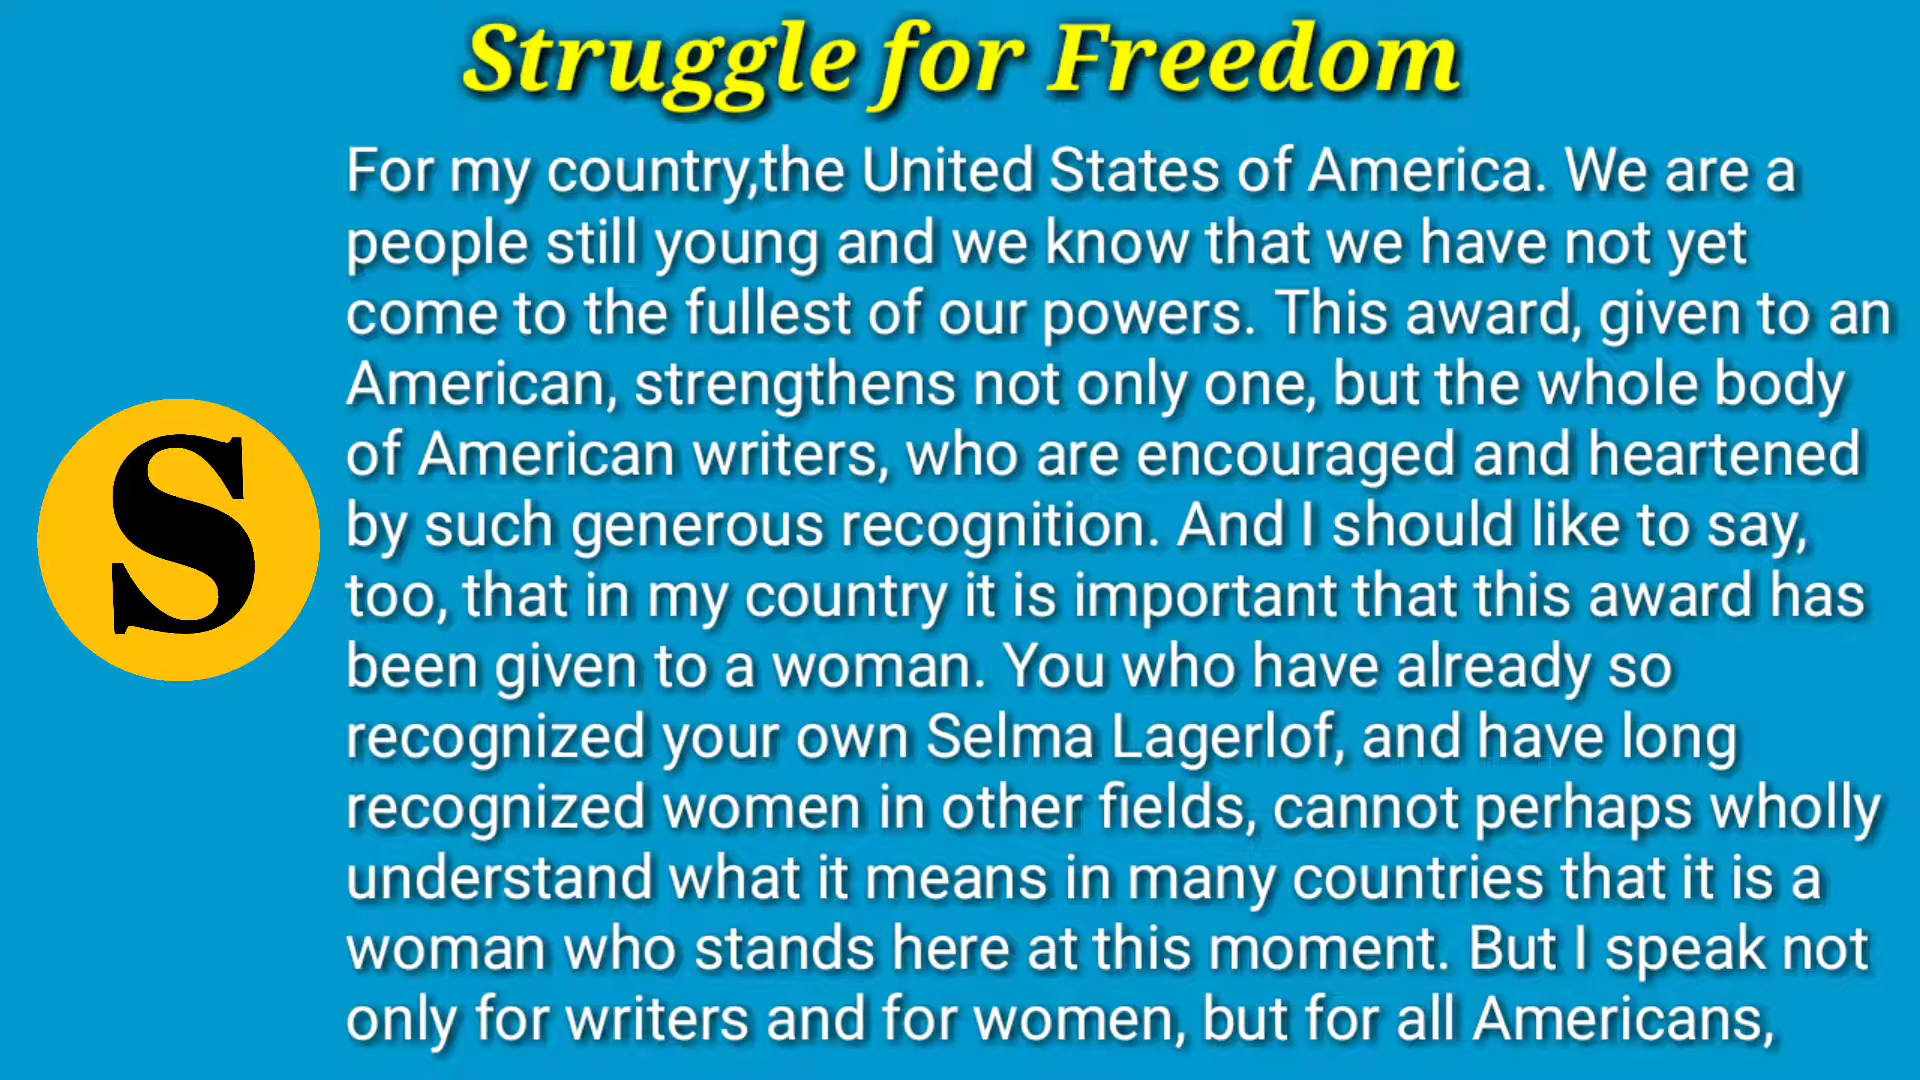 Struggle for Freedom
For my country,the United States of America. We are a
people still young and we know that we have not yet
come to the fullest of our powers. This award, given to an
American, strengthens not only one, but the whole body
of American writers, who are encouraged and heartened
by such generous recognition. And I should like to say,
too, that in my country it is important that this award has
been given to a woman. You who have already so
recognized your own Selma Lagerlof, and have long
recognized women in other fields, cannot perhaps wholly
understand what it means in many countries that it is a
woman who stands here at this moment. But I speak not
only for writers and for women, but for all Americans,
S